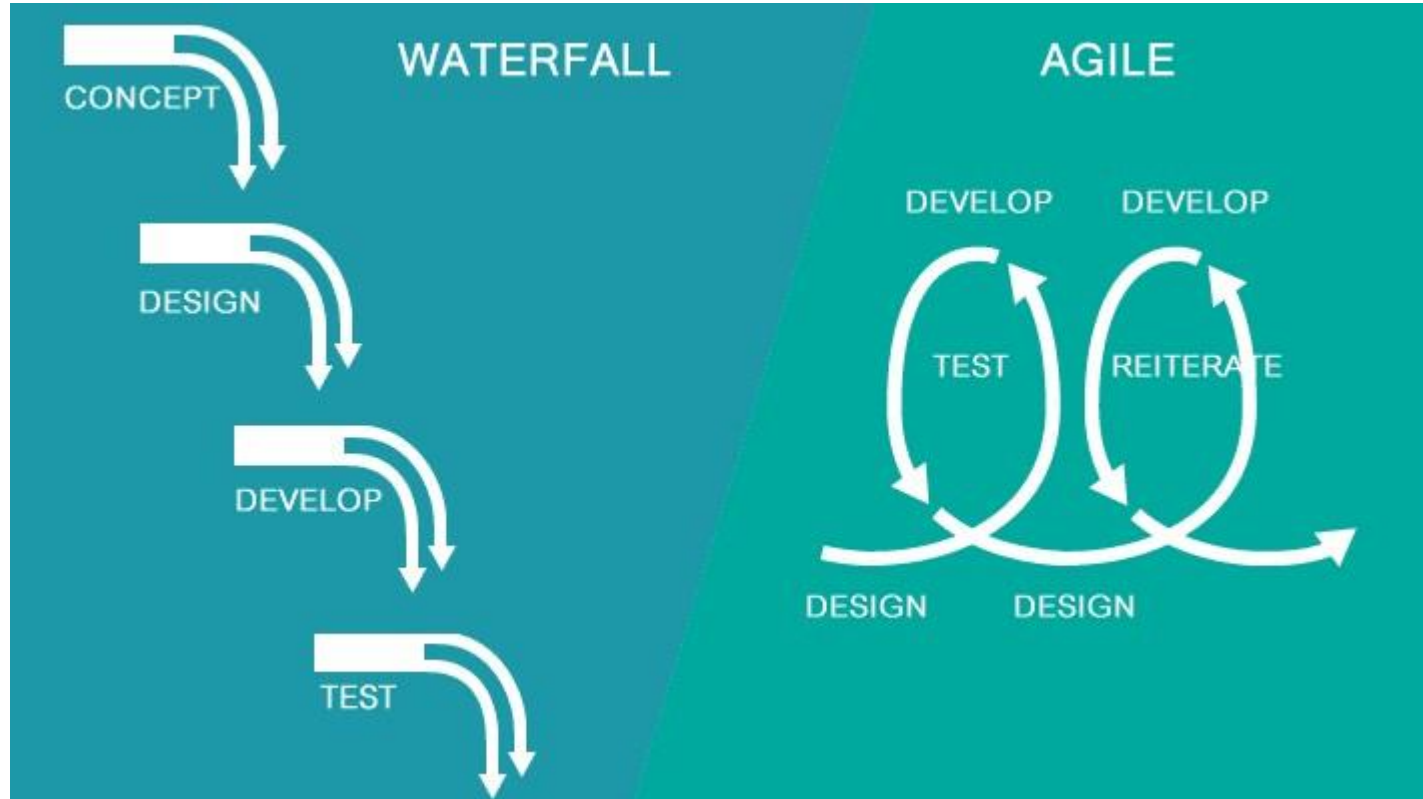 WATERFALL
CONCEPT
DESIGN
DEVELOP
TEST
AGILE
DEVELOP DEVELOP
TEST REITERATE
DESIGN DESIGN